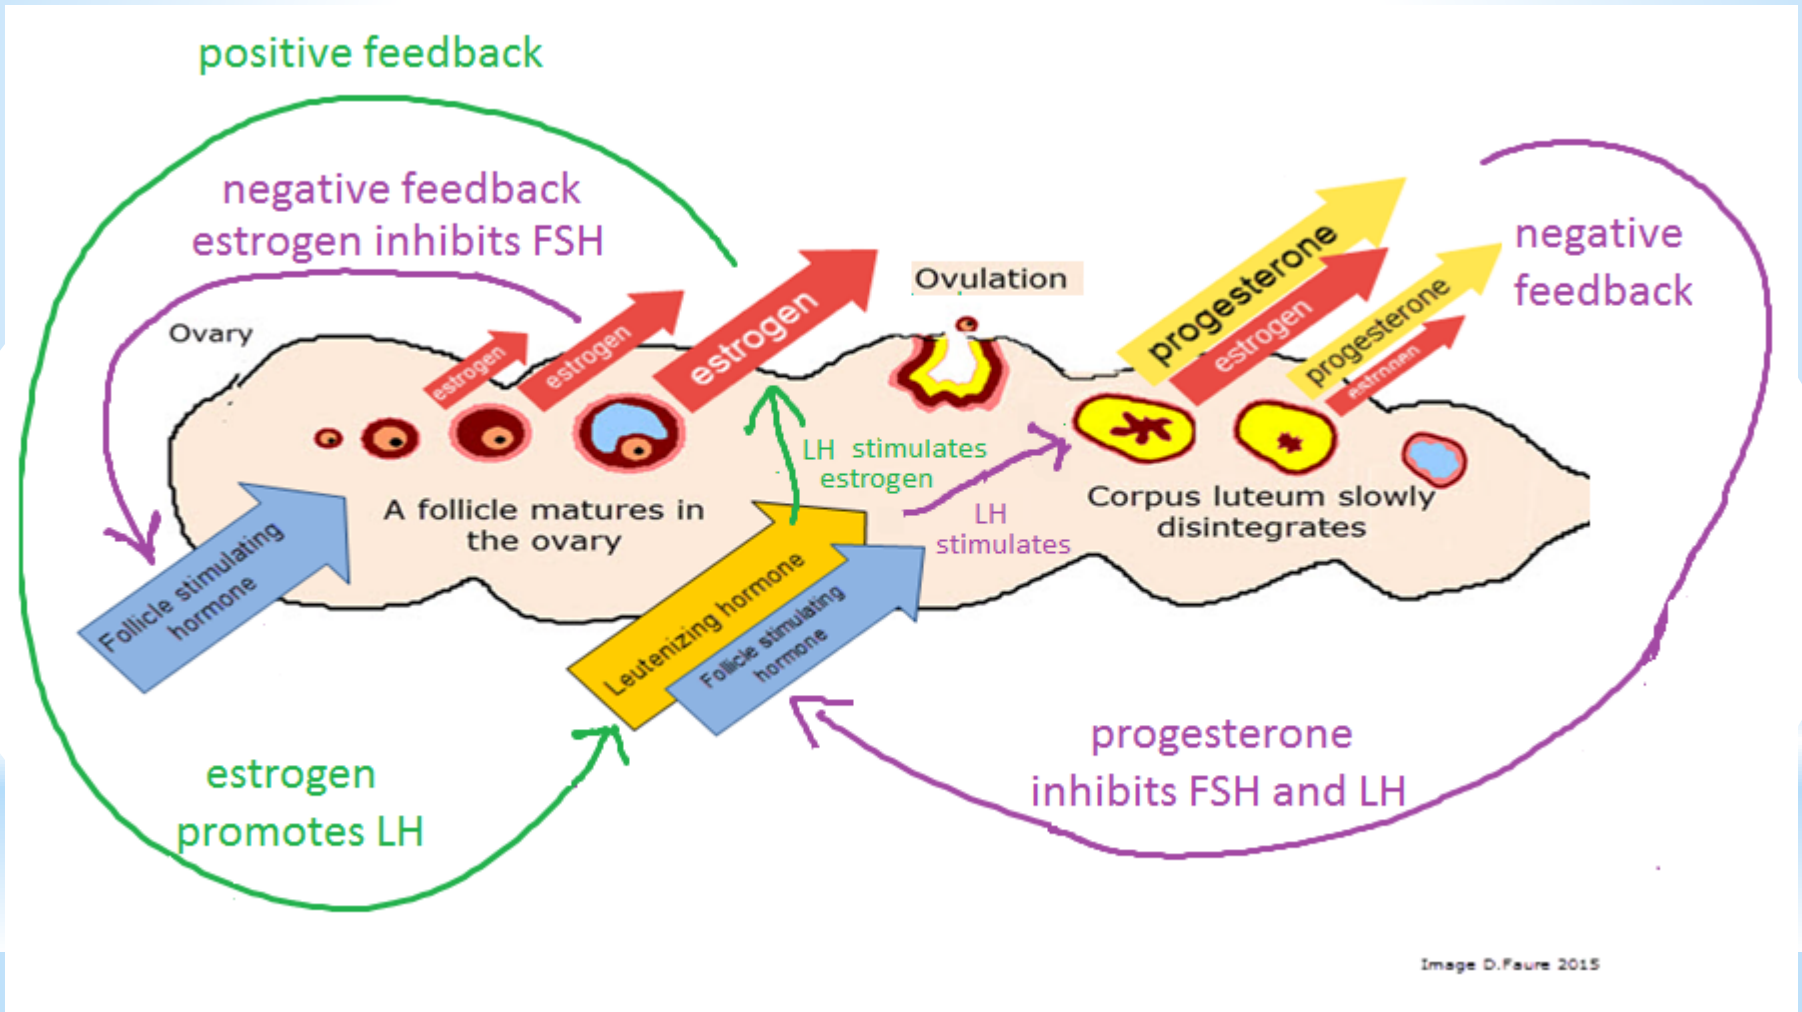 positive feedback
negative feedback
estrogen inhibits FSH
Ovary
estrogen
estrogen
estrogen
Ovulation
progesterone
estrogen
progesterone
estrogen
negative
feedback
LH stimulates
estrogen
LH
stimulates
A follicle matures in
the ovary
Corpus luteum slowly
disintegrates
Follicle stimulating
hormone
Leutenizing hormone
Follicle stimulating
hormone
estrogen
promotes LH
progesterone
inhibits FSH and LH
Image D.Faure 2015